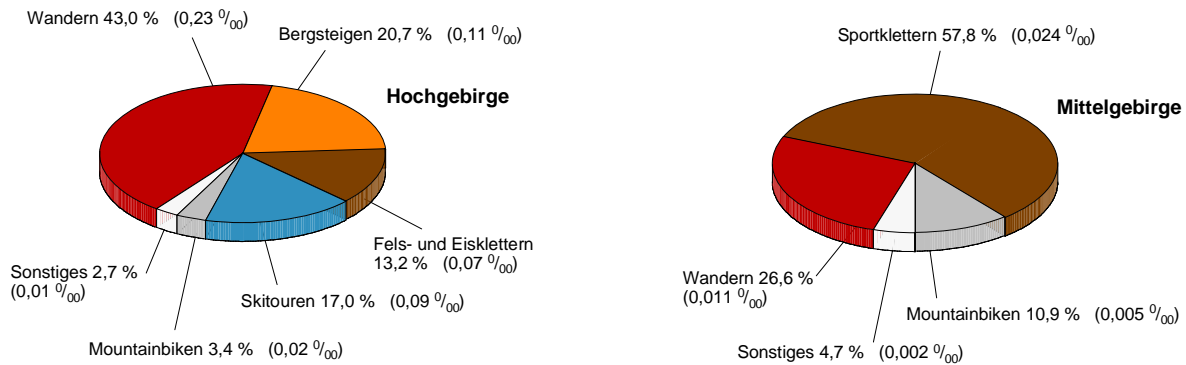 Wandern 43,0 % (0,23 ⁰/₀₀)
Bergsteigen 20,7 % (0,11 ⁰/₀₀)
Hochgebirge
Fels- und Eisklettern
13,2 % (0,07 ⁰/₀₀)
Sonstiges 2,7 %
(0,01 ⁰/₀₀)
Skitouren 17,0 % (0,09 ⁰/₀₀)
Mountainbiken 3,4 % (0,02 ⁰/₀₀)
Sportklettern 57,8 % (0,024 ⁰/₀₀)
Mittelgebirge
Wandern 26,6 %
(0,011 ⁰/₀₀)
Mountainbiken 10,9 % (0,005 ⁰/₀₀)
Sonstiges 4,7 % (0,002 ⁰/₀₀)